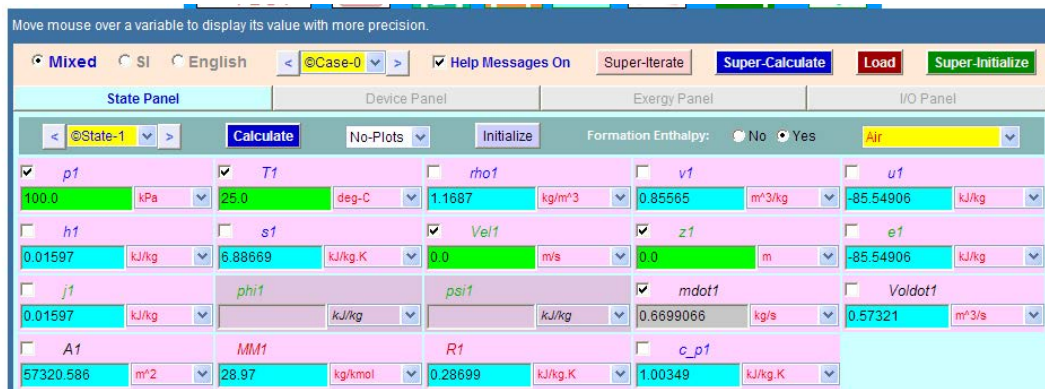 Move mouse over a variable to display its value with more precision.
Mixed SI English < ©Case-0 > Help Messages On Super-Iterate Super-Calculate Load Super-Initialize
State Panel Device Panel Exergy Panel I/O Panel
< ©State-1 > Calculate No-Plots Initialize Formation Enthalpy: No Yes Air
p1 T1 rho1 v1 u1
100.0 kPa 25.0 deg-C 1.1687 kg/m^3 0.85565 m^3/kg -85.54906 kJ/kg
h1 s1 Vel1 z1 e1
0.01597 kJ/kg 6.88669 kJ/kg.K 0.0 m/s 0.0 m -85.54906 kJ/kg
j1 phi1 psi1 mdot1 Voldot1
0.01597 kJ/kg kJ/kg kJ/kg 0.6699066 kg/s 0.57321 m^3/s
A1 MM1 R1 c_p1
57320.586 m^2 28.97 kg/kmol 0.28699 kJ/kg.K 1.00349 kJ/kg.K